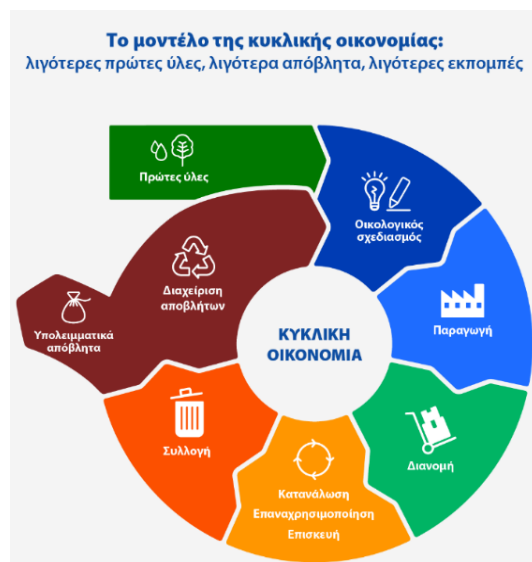 Το μοντέλο της κυκλικής οικονομίας:
λιγότερες πρώτες ύλες, λιγότερα απόβλητα, λιγότερες εκπομπές
Πρώτες ύλες
Οικολογικός
σχεδιασμός
Παραγωγή
Διανομή
Κατανάλωση
Επαναχρησιμοποίηση
Επισκευή
Συλλογή
Διαχείριση
αποβλήτων
Υπολειμματικά
απόβλητα
ΚΥΚΛΙΚΗ
ΟΙΚΟΝΟΜΙΑ